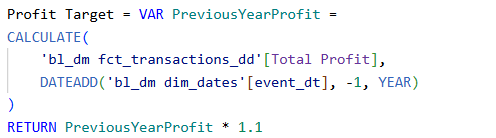 Profit Target = VAR PreviousYearProfit =
CALCULATE(
'bl_dm fct_transactions_dd'[Total Profit],
DATEADD('bl_dm dim_dates'[event_dt], -1, YEAR)
)
RETURN PreviousYearProfit * 1.1